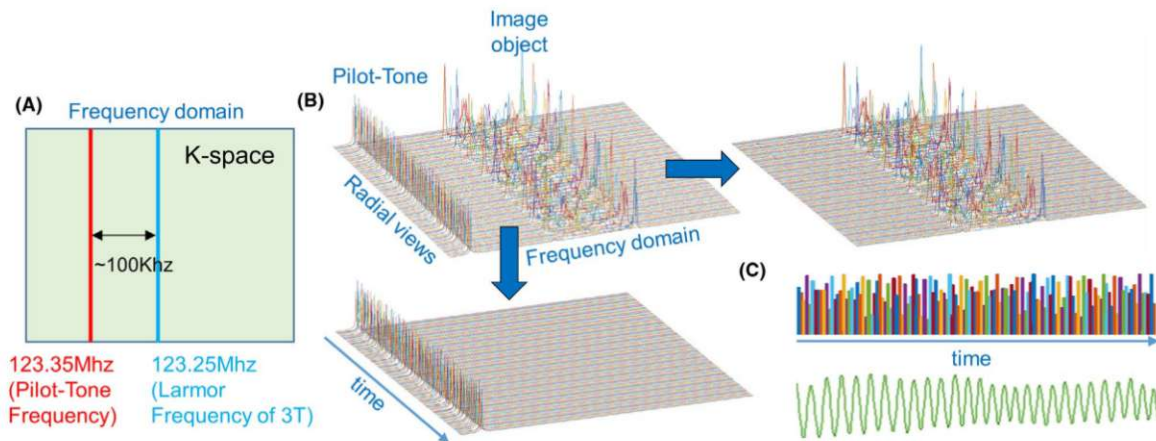 (A)
Frequency domain
K-space
~100Khz
123.35Mhz
(Pilot-Tone
Frequency)
123.25Mhz
(Larmor
Frequency of 3T)
(B)
Pilot-Tone
Image
object
Radial views
Frequency domain
time
(C)
time